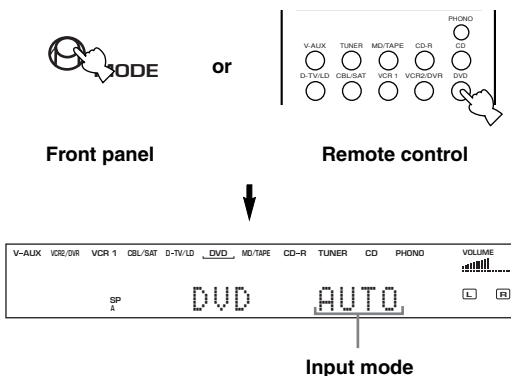 PHONO
V-AUX TUNER MD/TAPE CD-R CD
D-TV/LD CBL/SAT VCR 1 VCR2/DVR DVD
MODE
or
Front panel
Remote control
V-AUX VCR2/DVR VCR 1 CBL/SAT D-TV/LD DVD MD/TAPE CD-R TUNER CD PHONO VOLUME
SP
A
DVD AUTO
L R
Input mode